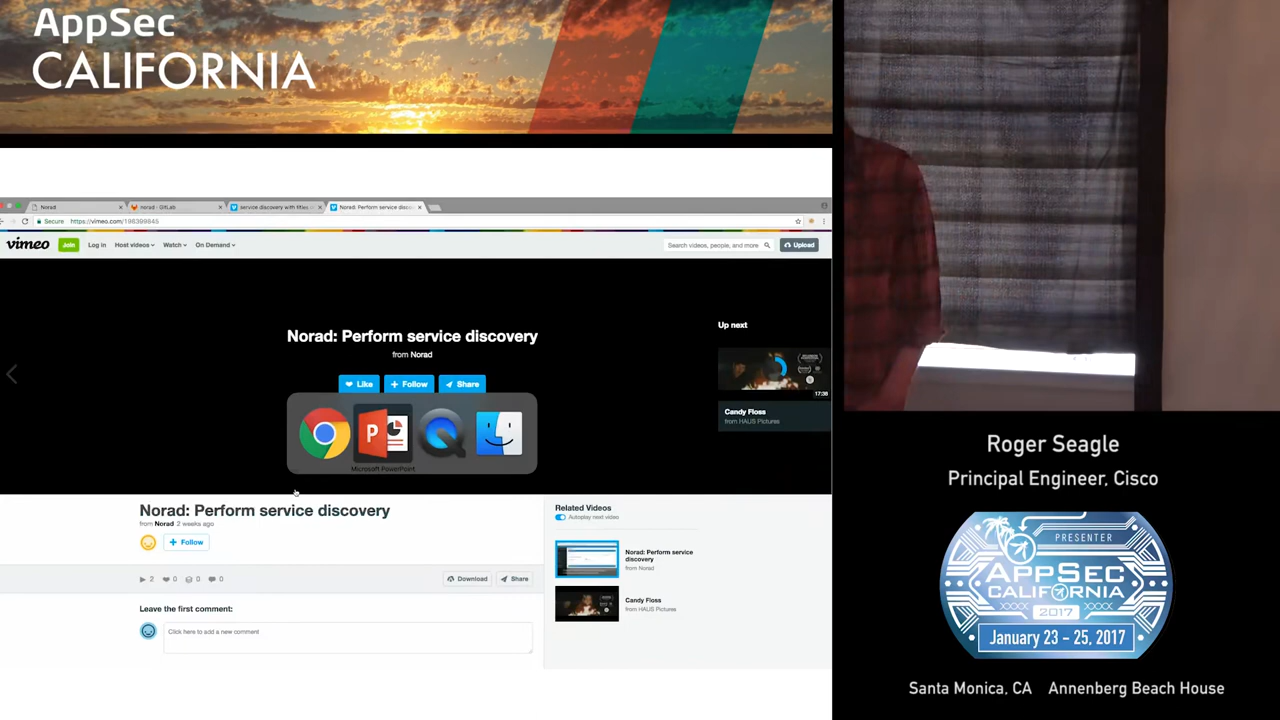 AppSec
CALIFORNIA
Norad
norad · GitLab
service discovery with filties
Norad: Perform service disco
Secure
https://vimeo.com/198399845
vimeo
Join
Log in
Host videos
Watch
On Demand
Search videos, people, and more
Upload
Norad: Perform service discovery
from Norad
Like
Follow
Share
Up next
17:38
Candy Floss
from HAUS Pictures
Microsoft PowerPoint
Norad: Perform service discovery
from Norad 2 weeks ago
Follow
2
0
0
0
Download
Share
Leave the first comment:
Click here to add a new comment
Related Videos
Autoplay next video
Norad: Perform service
discovery
from Norad
Candy Floss
from HAUS Pictures
Roger Seagle
Principal Engineer, Cisco
PRESENTER
APPSEC
CALIFORNIA
2017
January 23 - 25, 2017
Santa Monica, CA Annenberg Beach House